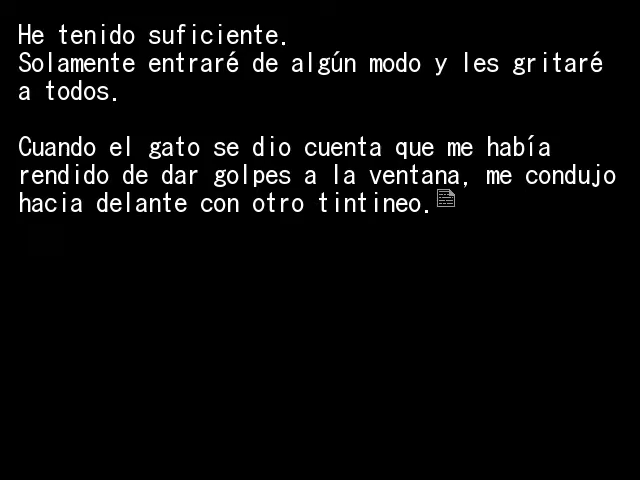 He tenido suficiente.
Solamente entraré de algún modo y les gritaré
a todos.
Cuando el gato se dio cuenta que me había
rendido de dar golpes a la ventana, me condujo
hacia delante con otro tintineo.